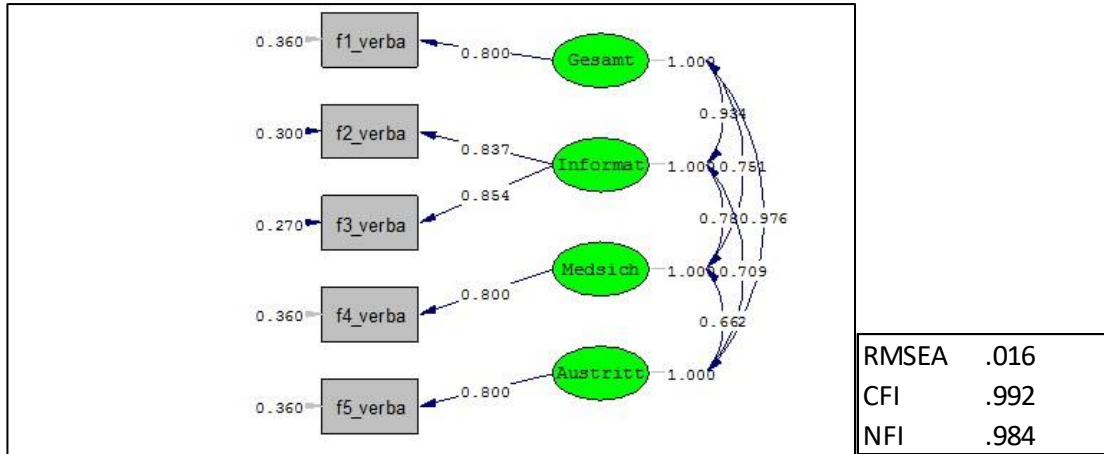 0.360
f1_verba
0.800
Gesamt
1.000
0.934
0.300
f2_verba
0.837
Informat
1.000
0.751
0.854
0.270
f3_verba
0.976
Medsich
1.000
0.709
0.360
f4_verba
0.800
0.662
Austritt
1.000
0.360
f5_verba
0.800
RMSEA .016
CFI .992
NFI .984